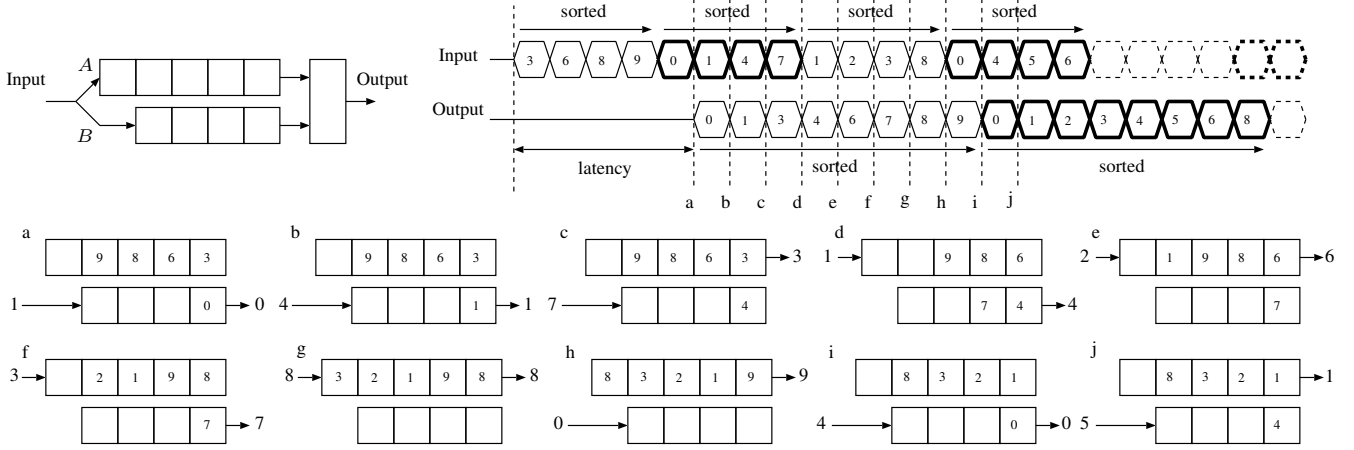 sorted sorted sorted sorted
Input 3 6 8 9 0 1 4 7 1 2 3 8 0 4 5 6
Input A Output
B
Output 0 1 3 4 6 7 8 9 0 1 2 3 4 5 6 8
latency sorted sorted
a b c d e f g h i j
a b c d e
9 8 6 3
9 8 6 3
9 8 6 3 3
1 9 8 6
2 1 9 8 6 6
1 0 0
4 1 1
7 4
7 4 4
7
f g h i j
3 2 1 9 8
8 3 2 1 9 8 8
8 3 2 1 9 9
8 3 2 1
8 3 2 1 1
7 7
0
4 0 0
5 4